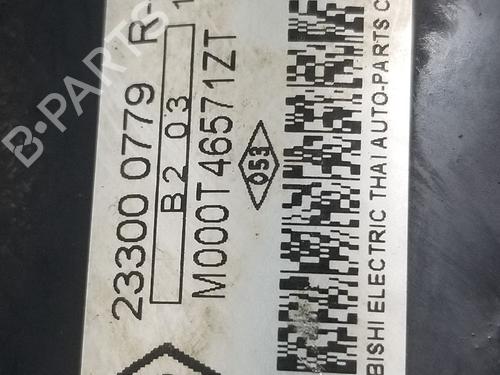 23300 0779 R-
B2 03
M000T46571ZT
053
BISHI ELECTRIC THAI AUTO-PARTS C
B-PARTS